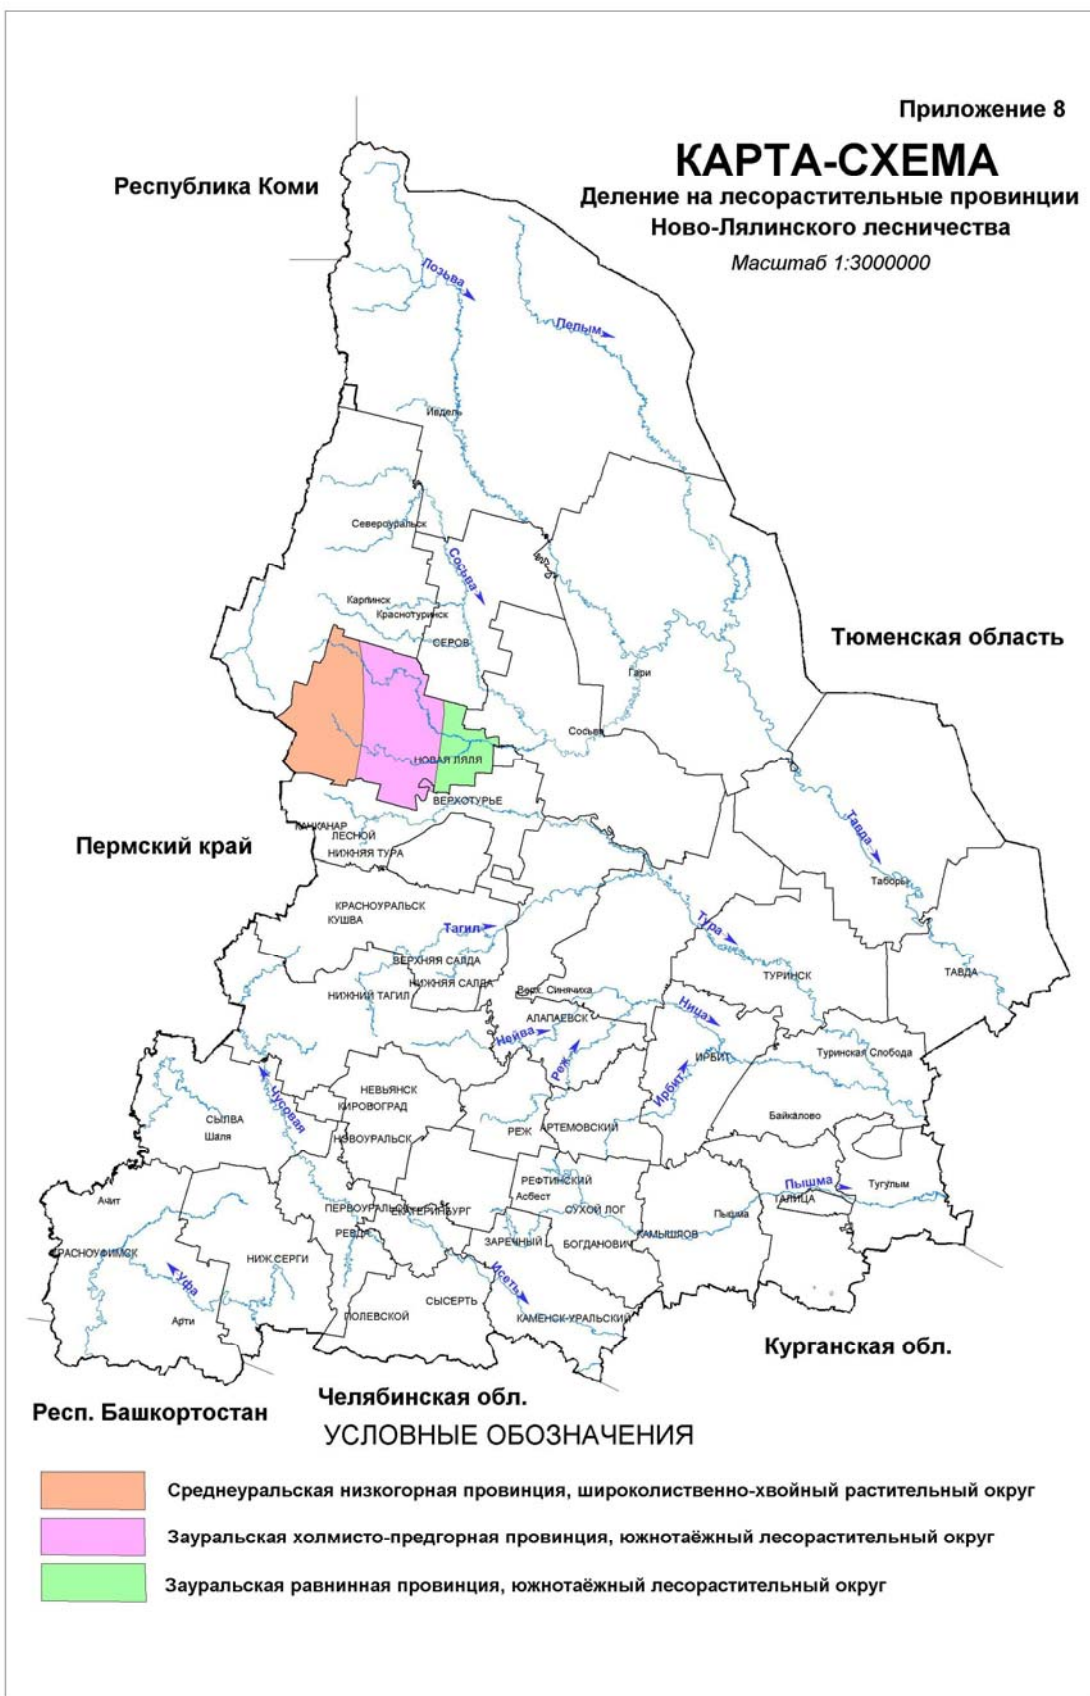 Приложение 8
КАРТА-СХЕМА
Деление на лесорастительные провинции
Ново-Лялинского лесничества
Масштаб 1:3000000
Республика Коми
Лозьва
Пелым
Ивдель
Североуральск
Сосьва
Карпинск
Краснотуринск
СЕРОВ
Тюменская область
Гари
Сосьва
НОВАЯ ЛЯЛЯ
ВЕРХОТУРЬЕ
КАЧКАНАР
ЛЕСНОЙ
Пермский край
НИЖНЯЯ ТУРА
Тавда
Таборы
КРАСНОУРАЛЬСК
КУШВА
Тагил
Тура
ВЕРХНЯЯ САЛДА
НИЖНЯЯ САЛДА
ТУРИНСК
ТАВДА
НИЖНИЙ ТАГИЛ
Верх. Синячиха
АЛАПАЕВСК
Ница
Нейва
Реж
ИРБИТ
Туринская Слобода
Ирбит
НЕВЬЯНСК
КИРОВОГРАД
Чусовая
СЫЛВА
Шаля
НОВОУРАЛЬСК
РЕЖ
АРТЕМОВСКИЙ
Байкалово
РЕФТИНСКИЙ
Асбест
Пышма
Тугулым
ТАЛИЦА
Ачит
ПЕРВОУРАЛЬСК
ЕКАТЕРИНБУРГ
СУХОЙ ЛОГ
Пышма
РЕВДА
ЗАРЕЧНЫЙ
БОГДАНОВИЧ
КАМЫШЛОВ
КРАСНОУФИМСК
НИЖ.СЕРГИ
Уфа
Исеть
Арти
СЫСЕРТЬ
ПОЛЕВСКОЙ
КАМЕНСК-УРАЛЬСКИЙ
Курганская обл.
Челябинская обл.
Респ. Башкортостан
УСЛОВНЫЕ ОБОЗНАЧЕНИЯ
Среднеуральская низкогорная провинция, широколиственно-хвойный растительный округ
Зауральская холмисто-предгорная провинция, южнотаёжный лесорастительный округ
Зауральская равнинная провинция, южнотаёжный лесорастительный округ